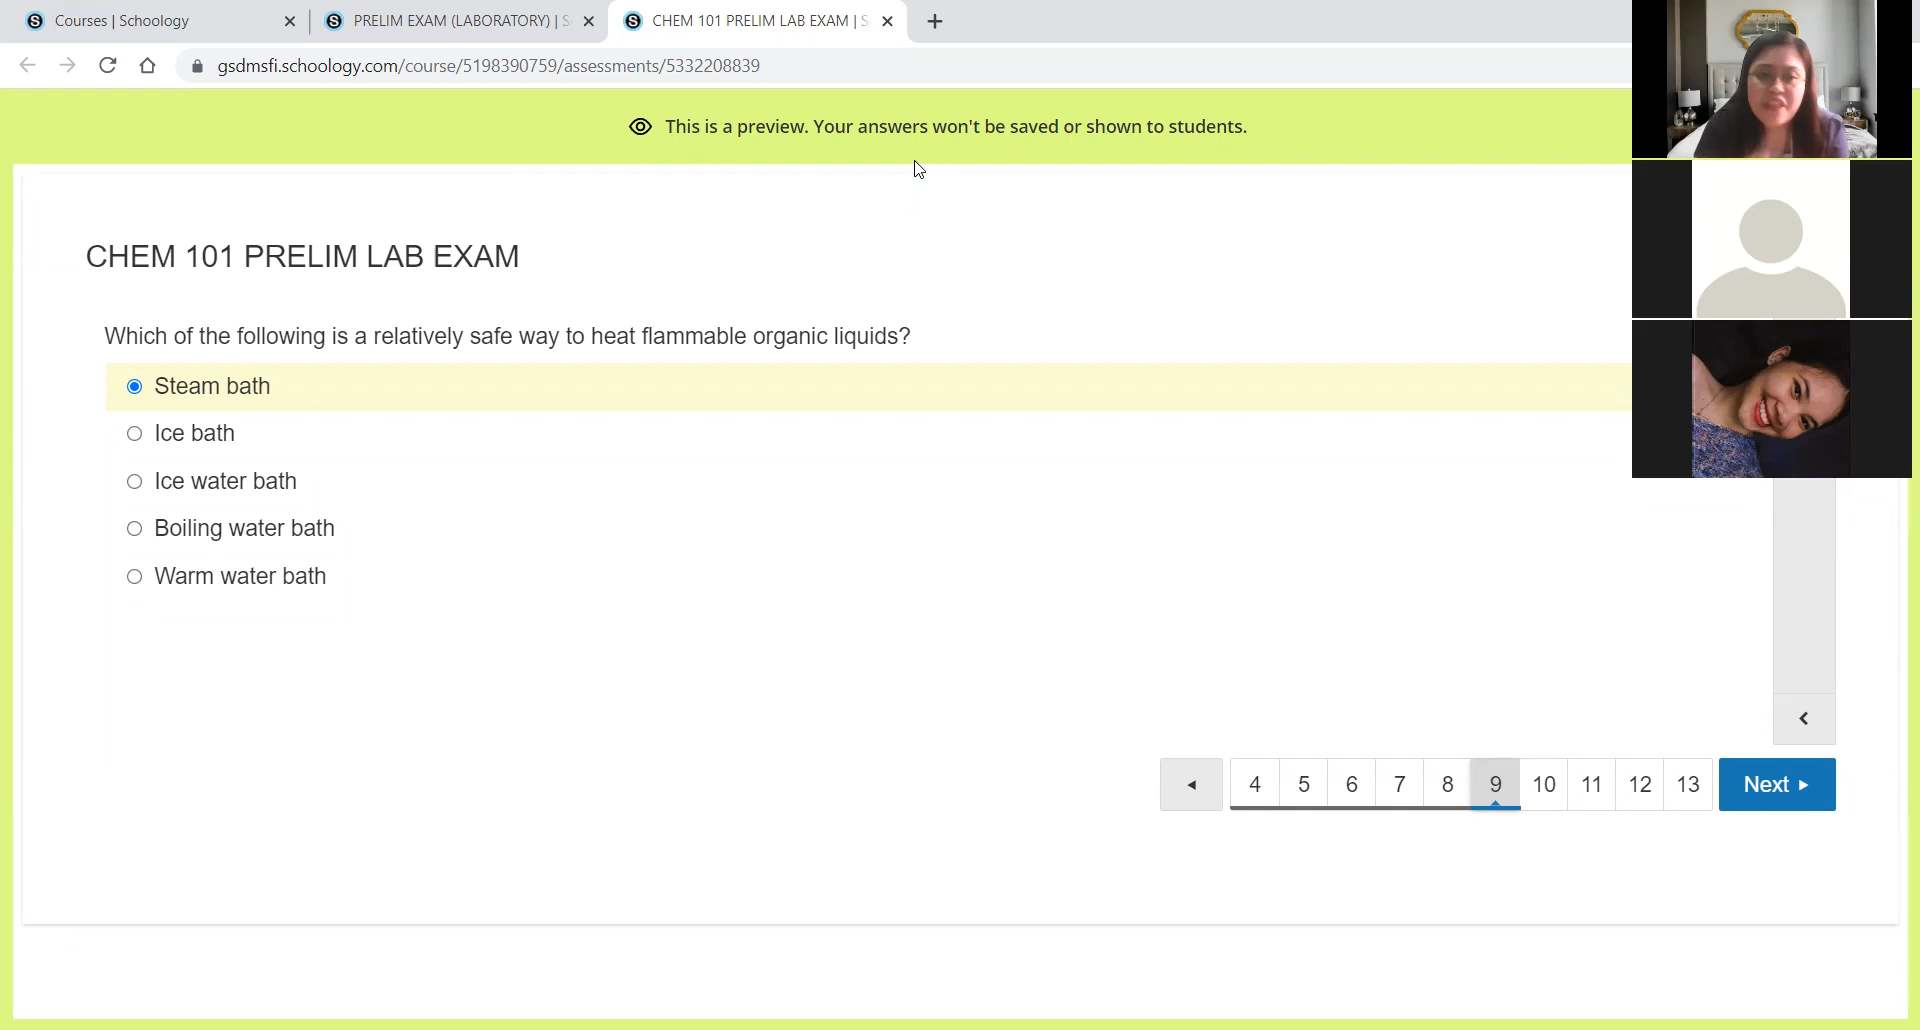 Courses | Schoology
PRELIM EXAM (LABORATORY) | S
CHEM 101 PRELIM LAB EXAM | S
gsdmsfi.schoology.com/course/5198390759/assessments/5332208839
This is a preview. Your answers won't be saved or shown to students.
CHEM 101 PRELIM LAB EXAM
Which of the following is a relatively safe way to heat flammable organic liquids?
Steam bath
Ice bath
Ice water bath
Boiling water bath
Warm water bath
4 5 6 7 8 9 10 11 12 13 Next